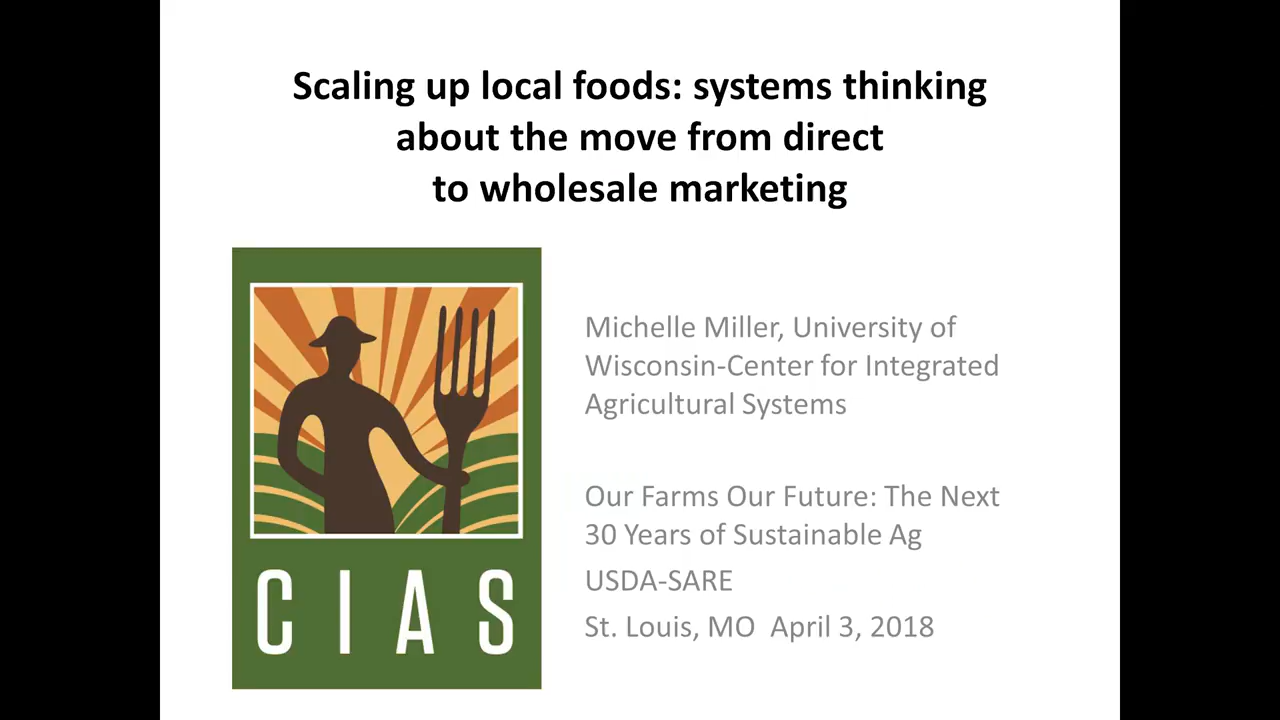 Scaling up local foods: systems thinking
about the move from direct
to wholesale marketing
Michelle Miller, University of
Wisconsin-Center for Integrated
Agricultural Systems
Our Farms Our Future: The Next
30 Years of Sustainable Ag
USDA-SARE
St. Louis, MO April 3, 2018
CIAS